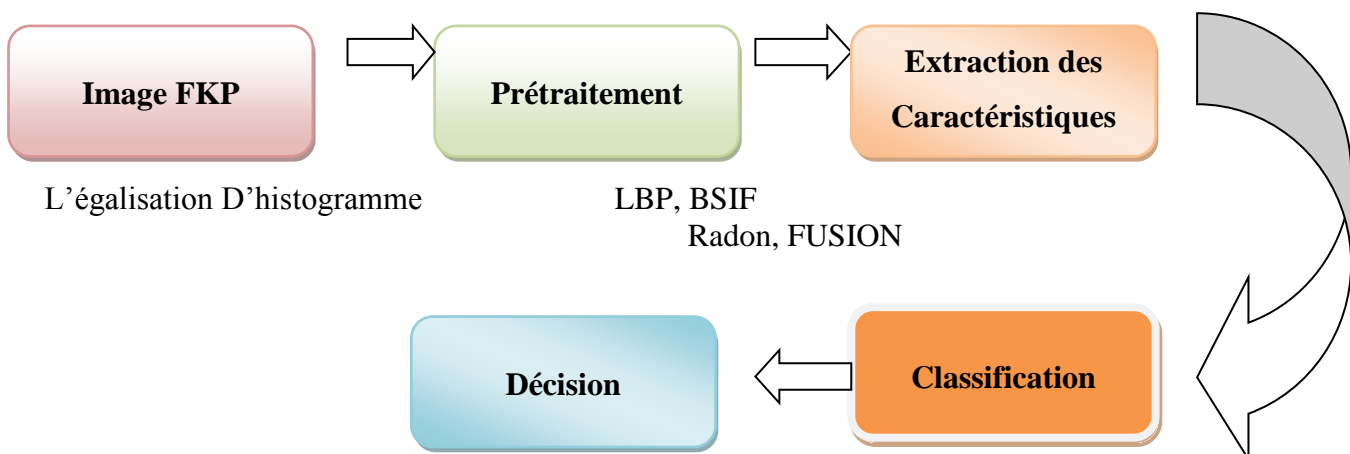 Image FKP
Prétraitement
Extraction des
Caractéristiques
L’égalisation D’histogramme
LBP, BSIF
Radon, FUSION
Décision
Classification